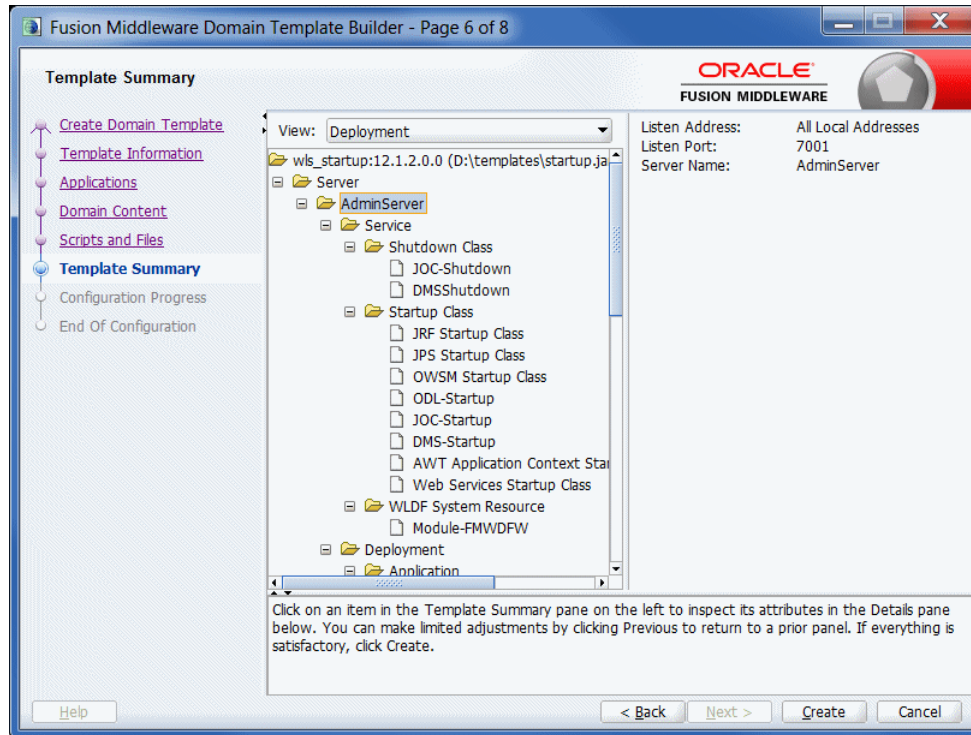 Fusion Middleware Domain Template Builder - Page 6 of 8
Template Summary
ORACLE
FUSION MIDDLEWARE
Create Domain Template
Template Information
Applications
Domain Content
Scripts and Files
Template Summary
Configuration Progress
End Of Configuration
View: Deployment
wls_startup:12.1.2.0.0 (D:\templates\startup.ja
Server
AdminServer
Service
Shutdown Class
JOC-Shutdown
DMSShutdown
Startup Class
JRF Startup Class
JPS Startup Class
OWSM Startup Class
ODL-Startup
JOC-Startup
DMS-Startup
AWT Application Context Star
Web Services Startup Class
WLDF System Resource
Module-FMWDFW
Deployment
Application
Listen Address: All Local Addresses
Listen Port: 7001
Server Name: AdminServer
Click on an item in the Template Summary pane on the left to inspect its attributes in the Details pane
below. You can make limited adjustments by clicking Previous to return to a prior panel. If everything is
satisfactory, click Create.
Help
< Back
Next >
Create
Cancel